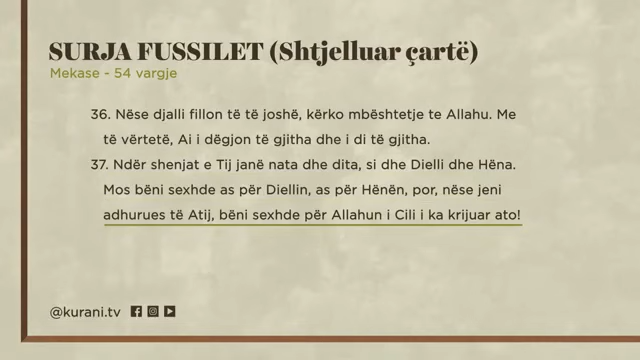 SURJA FUSSILET (Shtjelluar çartë)
Mekase - 54 vargje
36. Nëse djalli fillon të të joshë, kërko mbështetje te Allahu. Me
të vërtetë, Ai i dëgjon të gjitha dhe i di të gjitha.
37. Ndër shenjat e Tij janë nata dhe dita, si dhe Dielli dhe Hëna.
Mos bëni sexhde as për Diellin, as për Hënën, por, nëse jeni
adhurues të Atij, bëni sexhde për Allahun i Cili i ka krijuar ato!
@kurani.tv